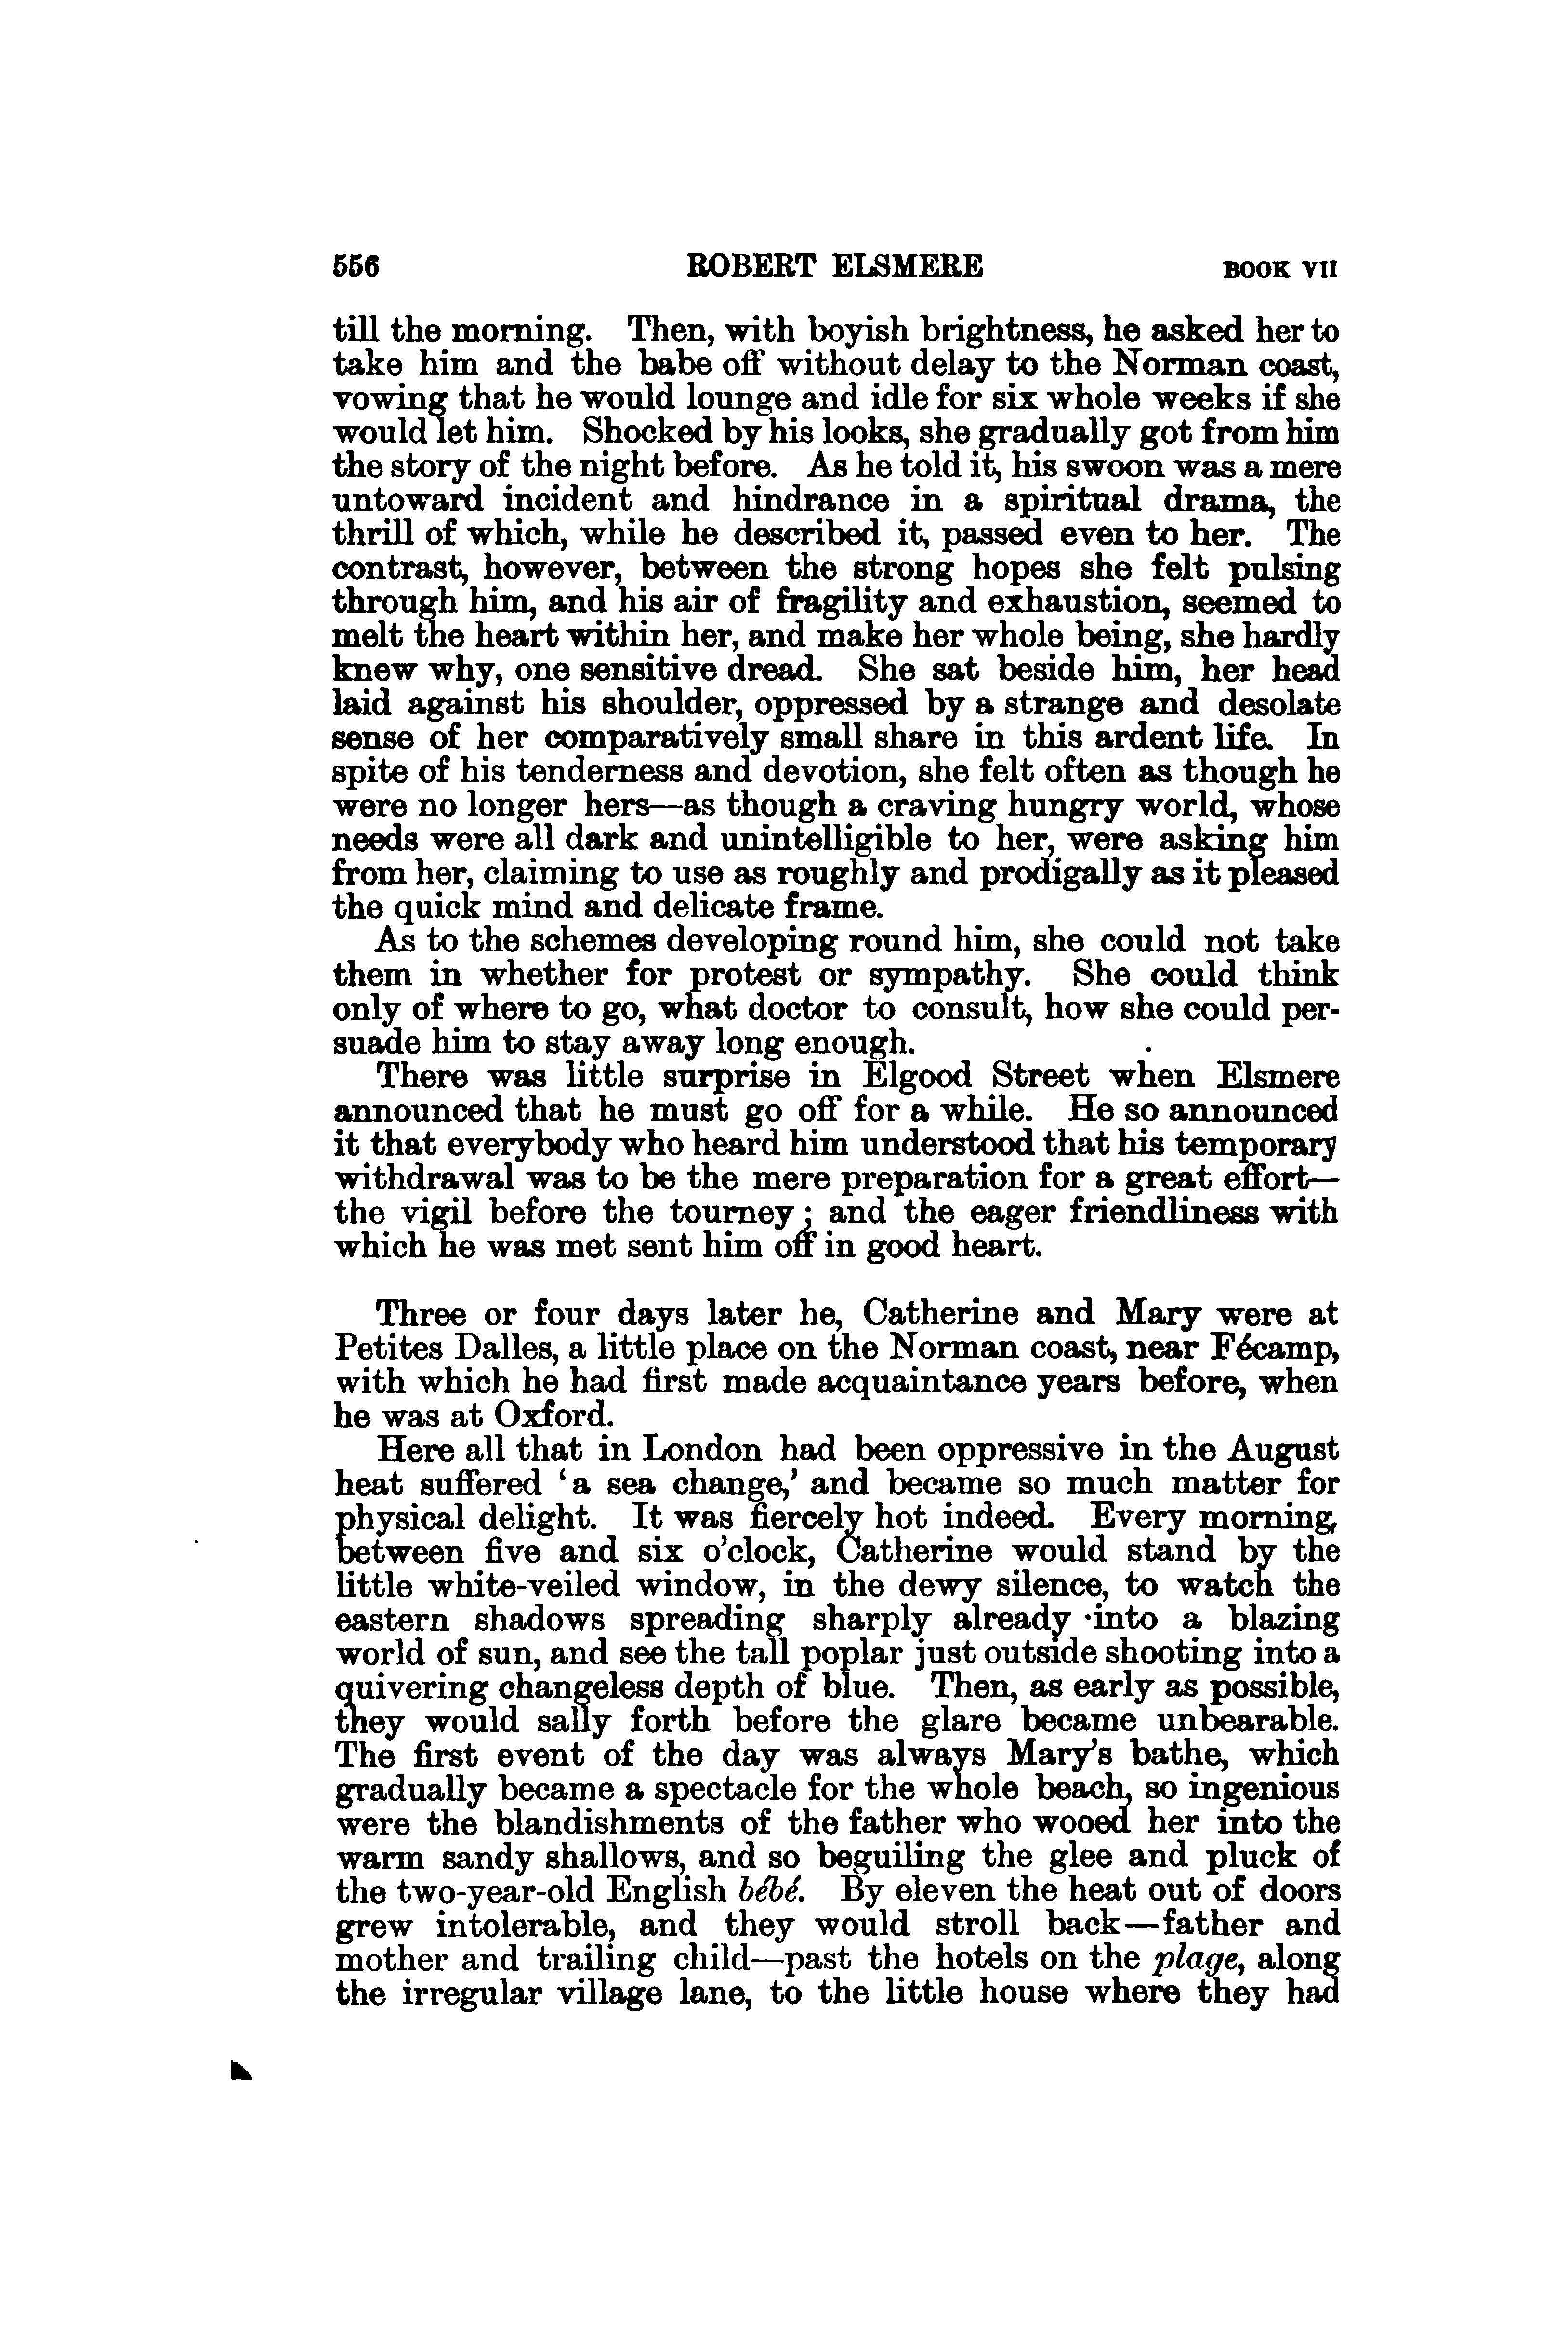 556 ROBERT ELSMERE BOOK VII
till the morning. Then, with boyish brightness, he asked her to
take him and the babe off without delay to the Norman coast,
vowing that he would lounge and idle for six whole weeks if she
would let him. Shocked by his looks, she gradually got from him
the story of the night before. As he told it, his swoon was a mere
untoward incident and hindrance in a spiritual drama, the
thrill of which, while he described it, passed even to her. The
contrast, however, between the strong hopes she felt pulsing
through him, and his air of fragility and exhaustion, seemed to
melt the heart within her, and make her whole being, she hardly
knew why, one sensitive dread. She sat beside him, her head
laid against his shoulder, oppressed by a strange and desolate
sense of her comparatively small share in this ardent life. In
spite of his tenderness and devotion, she felt often as though he
were no longer hers—as though a craving hungry world, whose
needs were all dark and unintelligible to her, were asking him
from her, claiming to use as roughly and prodigally as it pleased
the quick mind and delicate frame.
As to the schemes developing round him, she could not take
them in whether for protest or sympathy. She could think
only of where to go, what doctor to consult, how she could per-
suade him to stay away long enough.
There was little surprise in Elgood Street when Elsmere
announced that he must go off for a while. He so announced
it that everybody who heard him understood that his temporary
withdrawal was to be the mere preparation for a great effort—
the vigil before the tourney; and the eager friendliness with
which he was met sent him off in good heart.
Three or four days later he, Catherine and Mary were at
Petites Dalles, a little place on the Norman coast, near Fécamp,
with which he had first made acquaintance years before, when
he was at Oxford.
Here all that in London had been oppressive in the August
heat suffered ‘a sea change,’ and became so much matter for
physical delight. It was fiercely hot indeed. Every morning,
between five and six o’clock, Catherine would stand by the
little white-veiled window, in the dewy silence, to watch the
eastern shadows spreading sharply already into a blazing
world of sun, and see the tall poplar just outside shooting into a
quivering changeless depth of blue. Then, as early as possible,
they would sally forth before the glare became unbearable.
The first event of the day was always Mary’s bathe, which
gradually became a spectacle for the whole beach, so ingenious
were the blandishments of the father who wooed her into the
warm sandy shallows, and so beguiling the glee and pluck of
the two-year-old English bébé. By eleven the heat out of doors
grew intolerable, and they would stroll back—father and
mother and trailing child—past the hotels on the plage, along
the irregular village lane, to the little house where they had